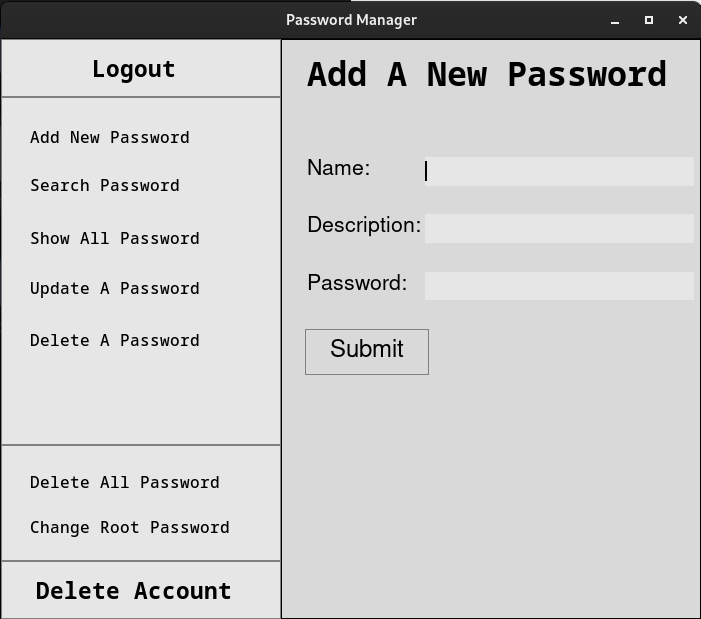 Password Manager
Logout
Add New Password
Search Password
Show All Password
Update A Password
Delete A Password
Delete All Password
Change Root Password
Delete Account
Add A New Password
Name:
Description:
Password:
Submit